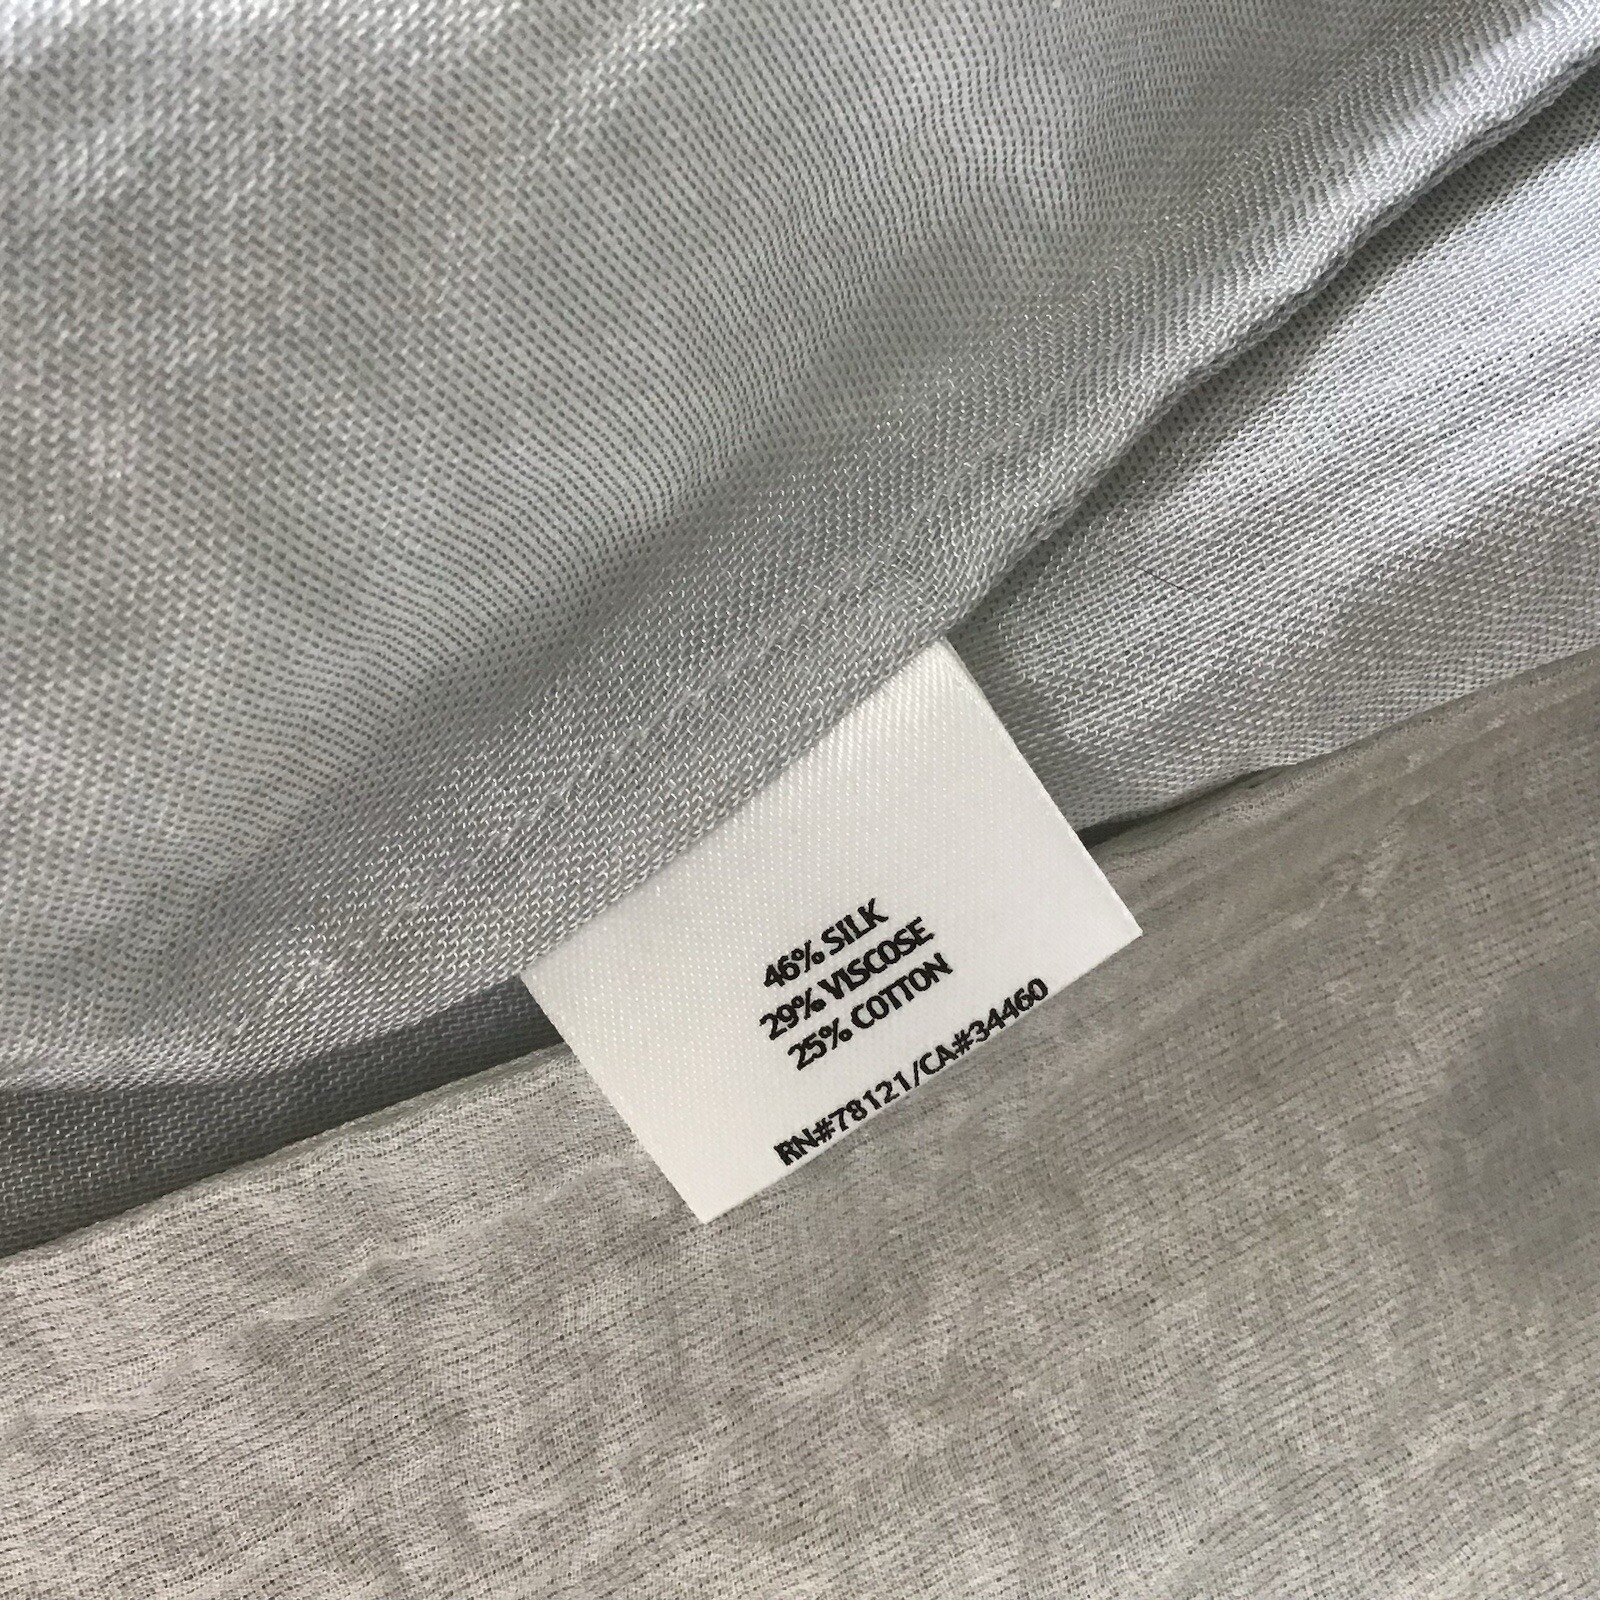 46% SILK
29% VISCOSE
25% COTTON
RN#78121/CA#34460